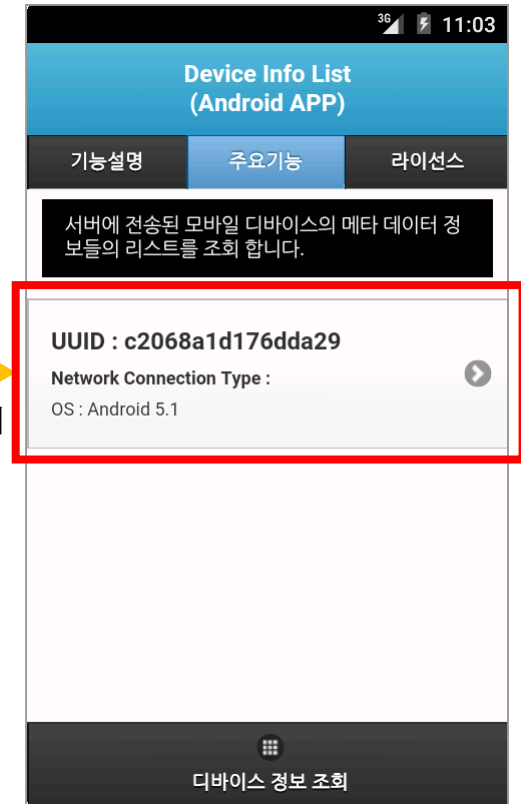 3G 11:03
Device Info List
(Android APP)
기능설명 주요기능 라이선스
서버에 전송된 모바일 디바이스의 메타 데이터 정
보들의 리스트를 조회 합니다.
UUID : c2068a1d176dda29
Network Connection Type :
OS : Android 5.1
디바이스 정보 조회